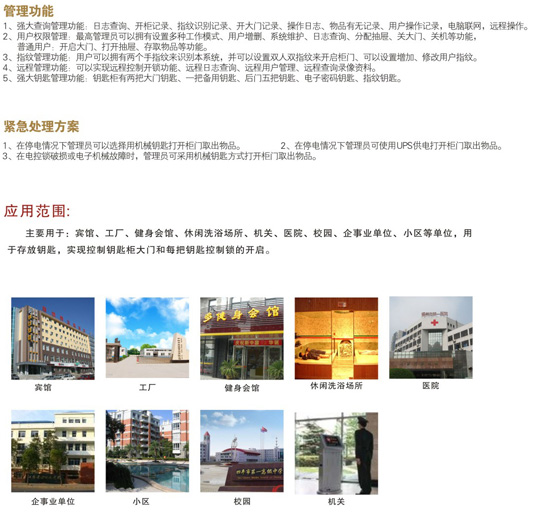 管理功能
1、强大查询管理功能：日志查询、开柜记录、指纹识别记录、开大门记录、操作日志、物品有无记录、用户操作记录，电脑联网，远程操作。
2、用户权限管理：最高管理员可以拥有设置多种工作模式、用户增删、系统维护、日志查询、分配抽屉、关大门、关机等功能，
普通用户：开启大门、打开抽屉、存取物品等功能。
3、指纹管理功能：用户可以拥有两个手指纹来识别本系统，并可以设置双人双指纹来开启柜门、可以设置增加、修改用户指纹。
4、远程管理功能：可以实现远程控制开锁功能、远程日志查询、远程用户管理、远程查询录像资料。
5、强大钥匙管理功能：钥匙柜有两把大门钥匙、一把备用钥匙、后门五把钥匙、电子密码钥匙、指纹钥匙。
紧急处理方案
1、在停电情况下管理员可以选择用机械钥匙打开柜门取出物品。 2、在停电情况下管理员可使用UPS供电打开柜门取出物品。
3、在电控锁破损或电子机械故障时，管理员可采用机械钥匙方式打开柜门取出物品。
应用范围:
主要用于：宾馆、工厂、健身会馆、休闲洗浴场所、机关、医院、校园、企事业单位、小区等单位，用
于存放钥匙，实现控制钥匙柜大门和每把钥匙控制锁的开启。
健身会馆
宾馆
工厂
健身会馆
休闲洗浴场所
医院
企事业单位
小区
校园
机关